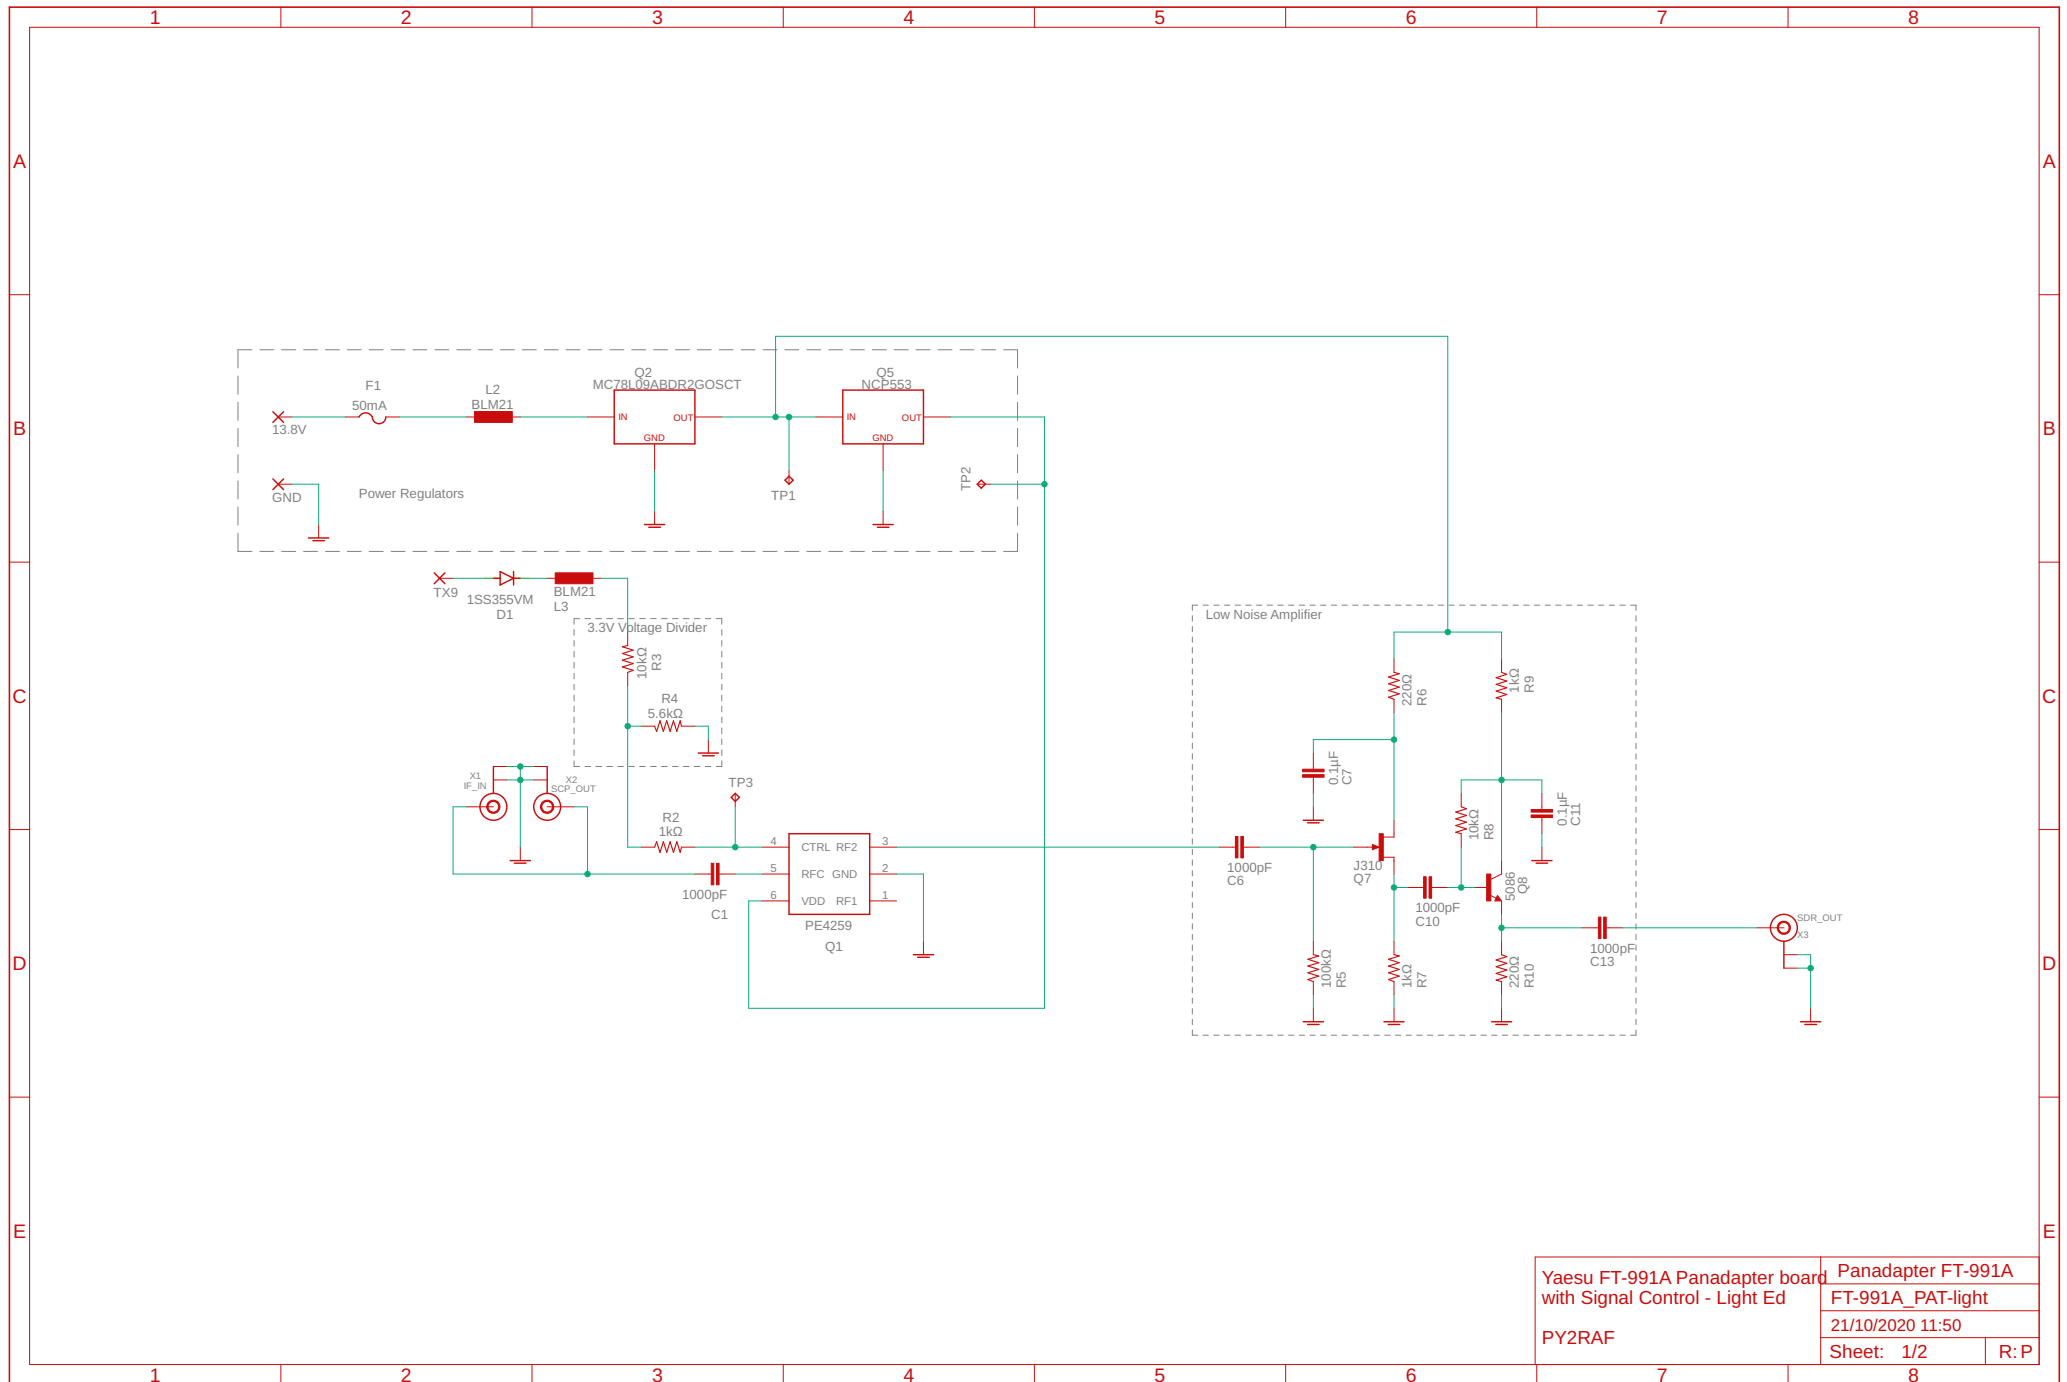 1 2 3 4 5 6 7 8
A A
B B
C C
D D
E E
F1
50mA
L2
BLM21
Q2
MC78L09ABDR2GOSCT
IN
OUT
GND
Q5
NCP553
IN
OUT
GND
13.8V
GND
Power Regulators
TP1
TP2
TX9
1SS355VM
D1
BLM21
L3
3.3V Voltage Divider
10kΩ
R3
R4
5.6kΩ
X1
IF_IN
X2
SCP_OUT
TP3
R2
1kΩ
1000pF
C1
4 CTRL RF2 3
5 RFC GND 2
6 VDD RF1 1
PE4259
Q1
Low Noise Amplifier
220Ω
R6
1kΩ
R9
0.1µF
C7
10kΩ
R8
0.1µF
C11
1000pF
C6
J310
Q7
1000pF
C10
5086
Q8
100kΩ
R5
1kΩ
R7
220Ω
R10
1000pF
C13
SDR_OUT
X3
Yaesu FT-991A Panadapter board
with Signal Control - Light Ed
PY2RAF
Panadapter FT-991A
FT-991A_PAT-light
21/10/2020 11:50
Sheet: 1/2
R:P
1 2 3 4 5 6 7 8